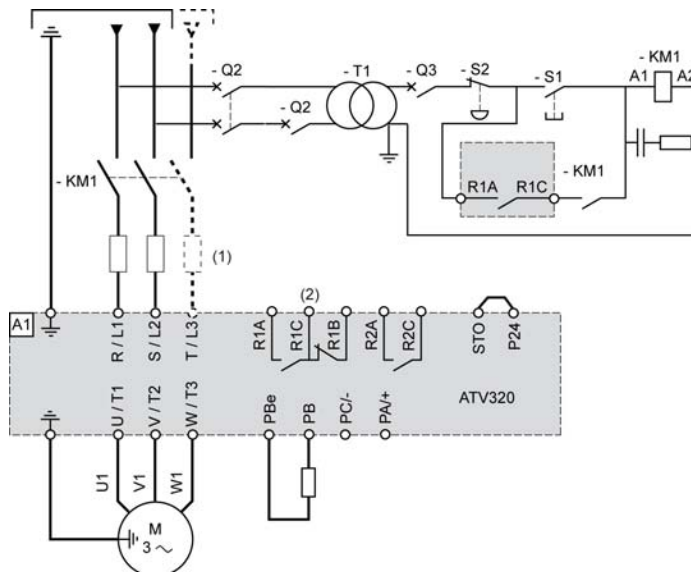 - Q2
- T1
- Q3
- S2
- S1
- KM1
A1
A2
- Q2
- KM1
R1A
R1C
- KM1
(1)
A1
R / L1
S / L2
T / L3
(2)
R1A
R1C
R1B
R2A
R2C
STO
P24
ATV320
U / T1
V / T2
W / T3
PBe
PB
PC/-
PA/+
U1
V1
W1
M
3 ~